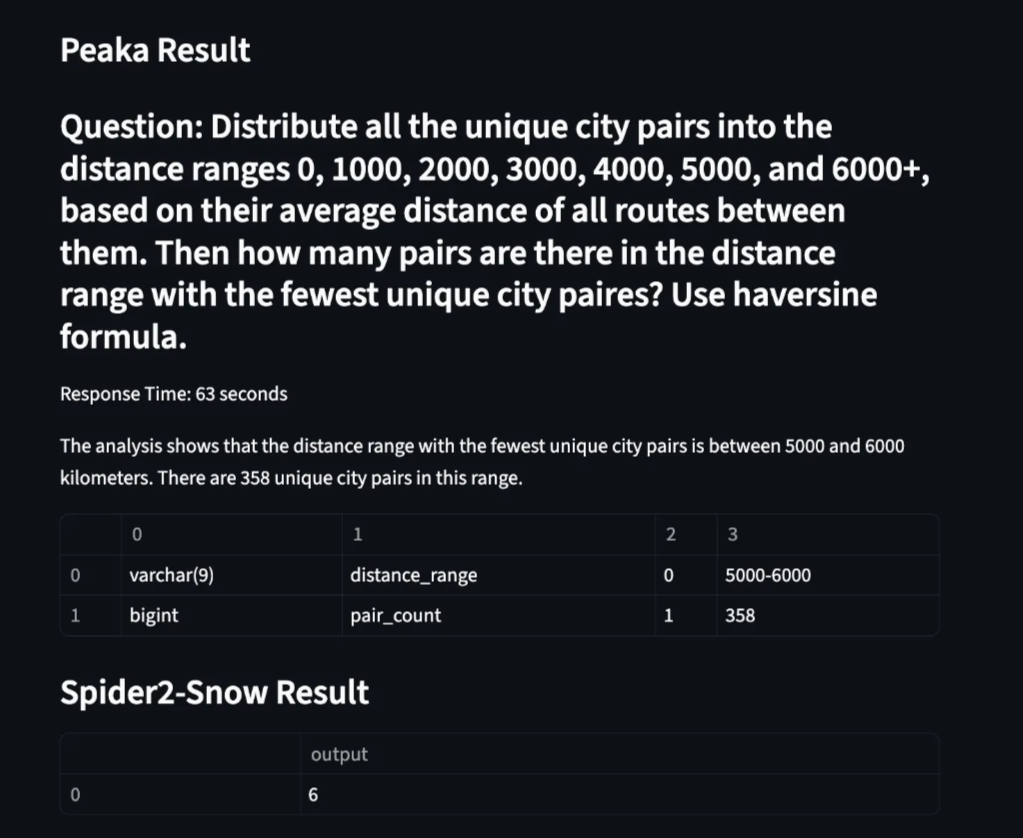 Peaka Result
Question: Distribute all the unique city pairs into the
distance ranges 0, 1000, 2000, 3000, 4000, 5000, and 6000+,
based on their average distance of all routes between
them. Then how many pairs are there in the distance
range with the fewest unique city paires? Use haversine
formula.
Response Time: 63 seconds
The analysis shows that the distance range with the fewest unique city pairs is between 5000 and 6000
kilometers. There are 358 unique city pairs in this range.
0 1 2 3
0 varchar(9) distance_range 0 5000-6000
1 bigint pair_count 1 358
Spider2-Snow Result
output
0 6